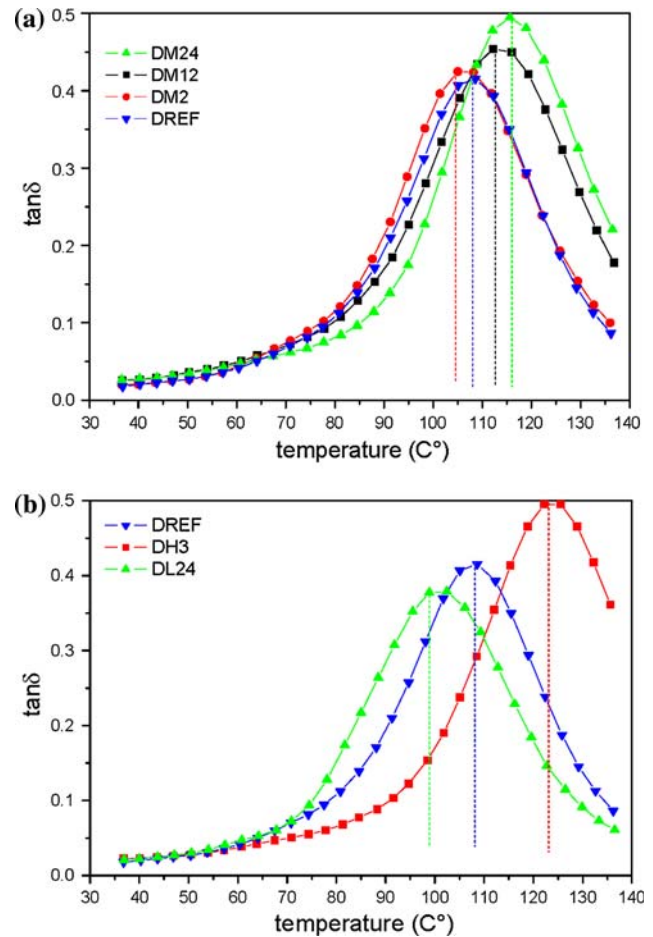 (a)
0.5
0.4
0.3
0.2
0.1
0.0
tanδ
DM24
DM12
DM2
DREF
30 40 50 60 70 80 90 100 110 120 130 140
temperature (C°)
(b)
0.5
0.4
0.3
0.2
0.1
0.0
tanδ
DREF
DH3
DL24
30 40 50 60 70 80 90 100 110 120 130 140
temperature (C°)